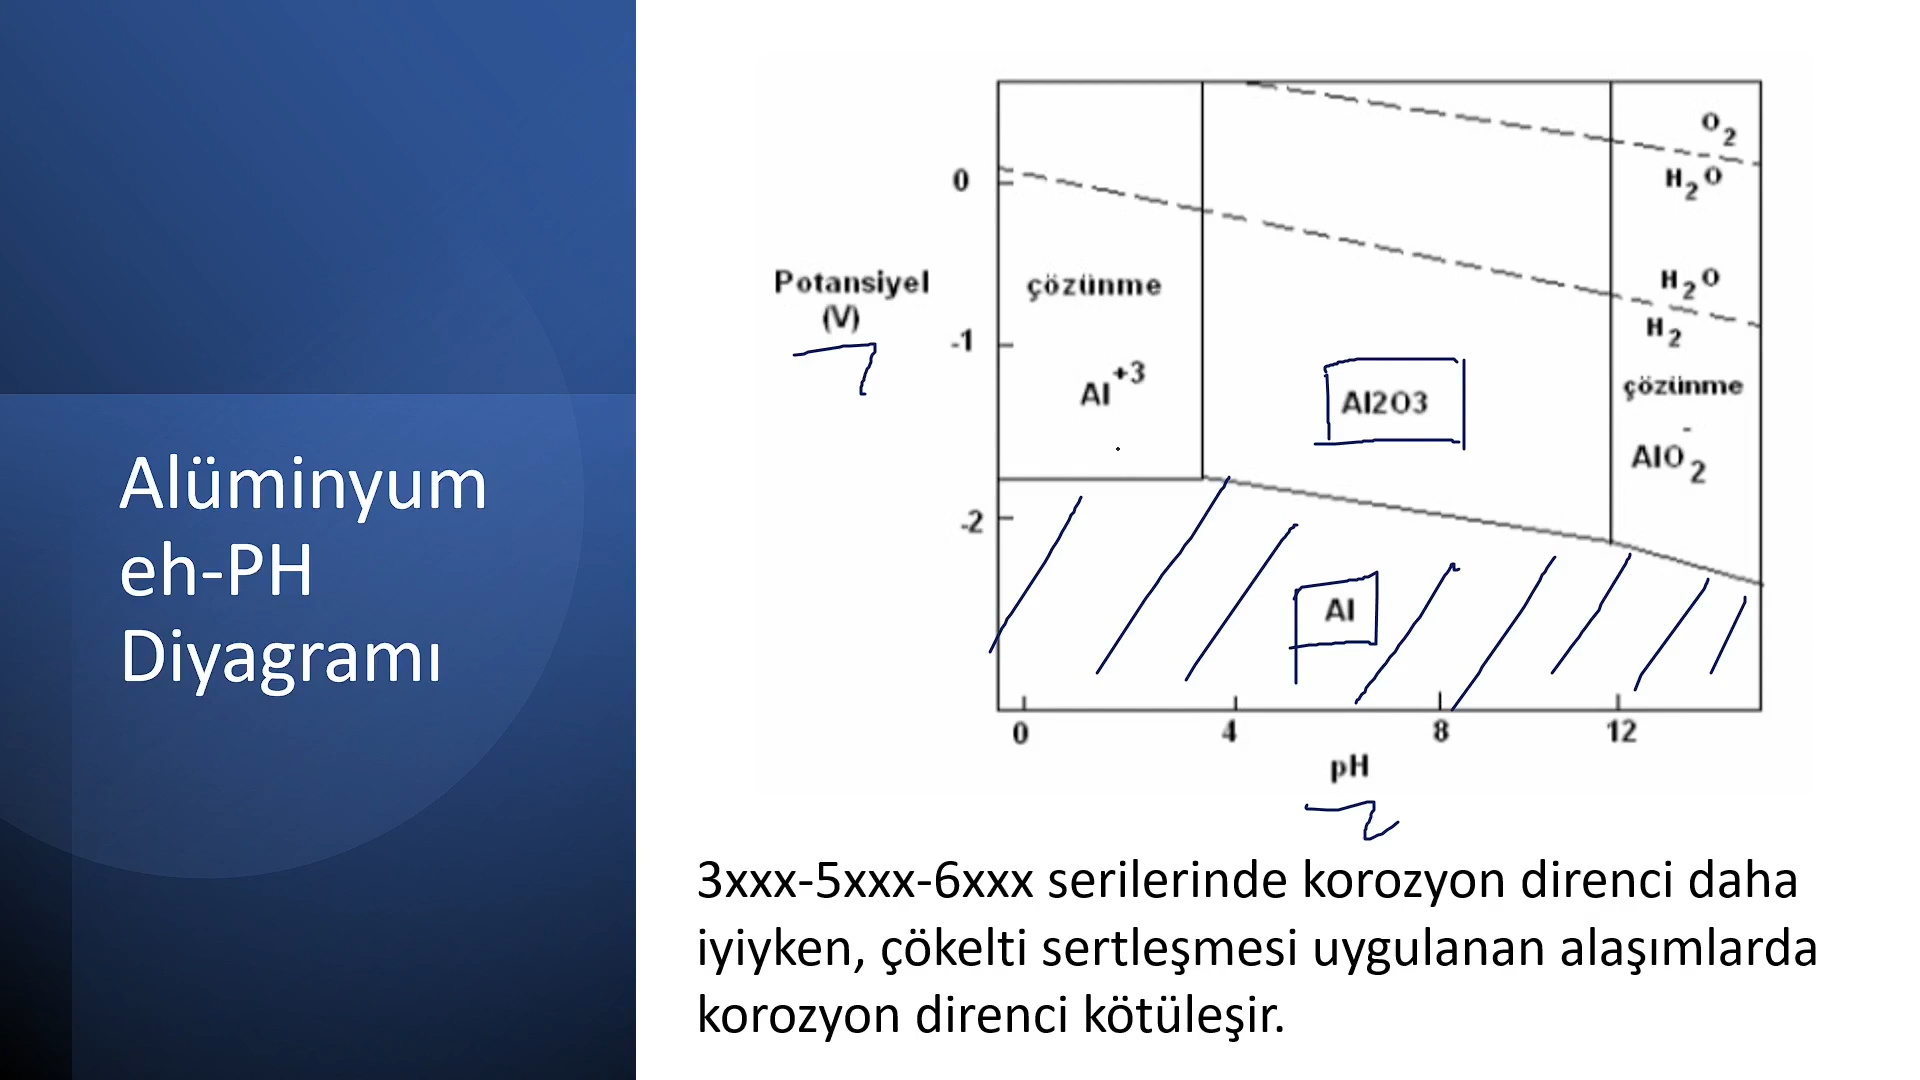 Alüminyum
eh-PH
Diyagramı
Potansiyel
(V)
0
-1
-2
çözünme
Al+3
Al2O3
Al
O2
H2O
H2O
H2
çözünme
AlO2-
0 4 8 12
pH
3xxx-5xxx-6xxx serilerinde korozyon direnci daha
iyiyken, çökelti sertleşmesi uygulanan alaşımlarda
korozyon direnci kötüleşir.